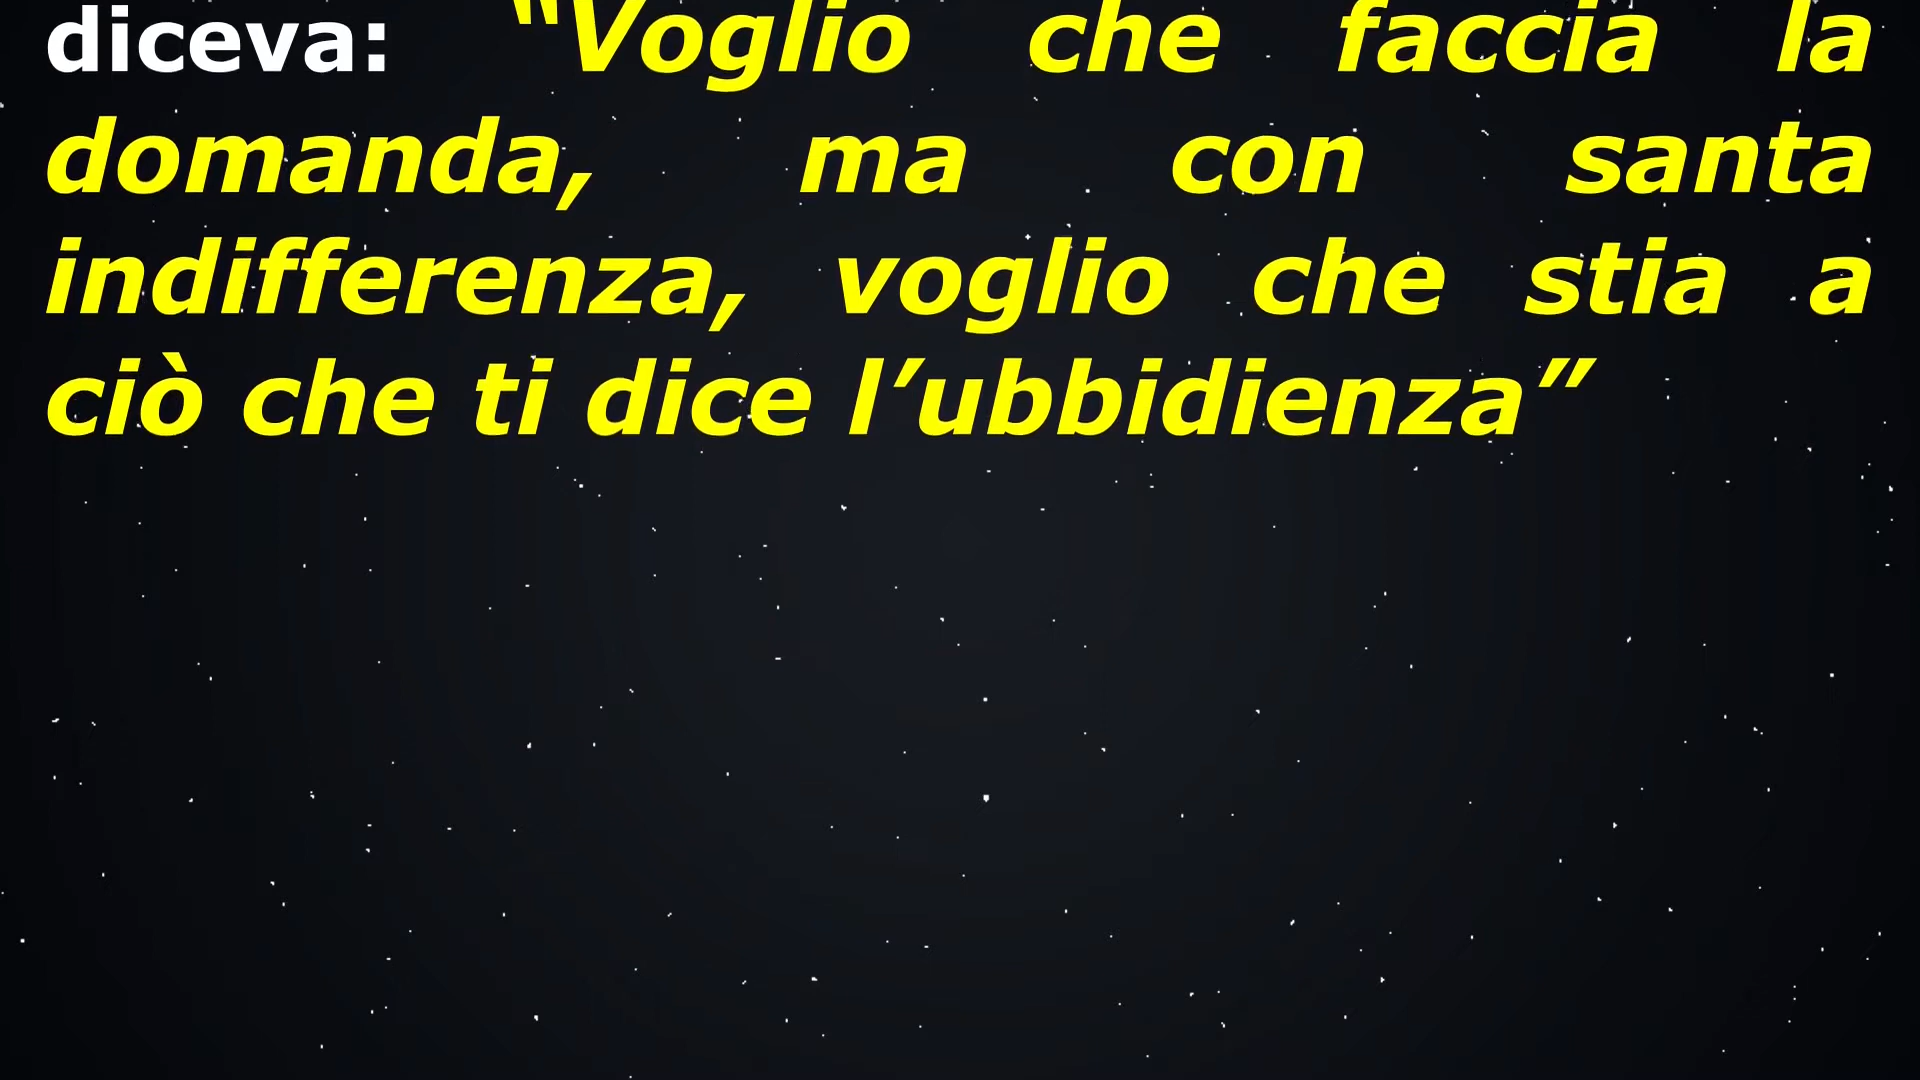 diceva: “Voglio che faccia la
domanda, ma con santa
indifferenza, voglio che stia a
ciò che ti dice l’ubbidienza”